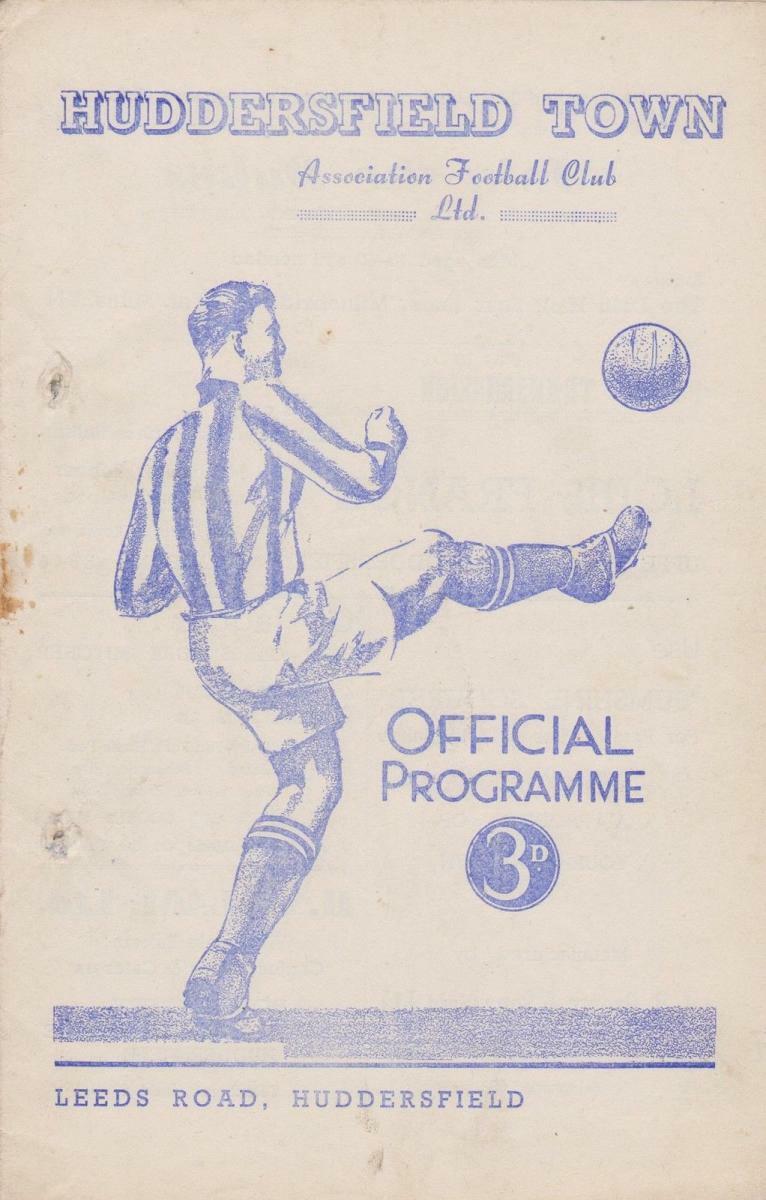 HUDDERSFIELD TOWN
Association Football Club
Ltd.
OFFICIAL
PROGRAMME
3D
LEEDS ROAD, HUDDERSFIELD